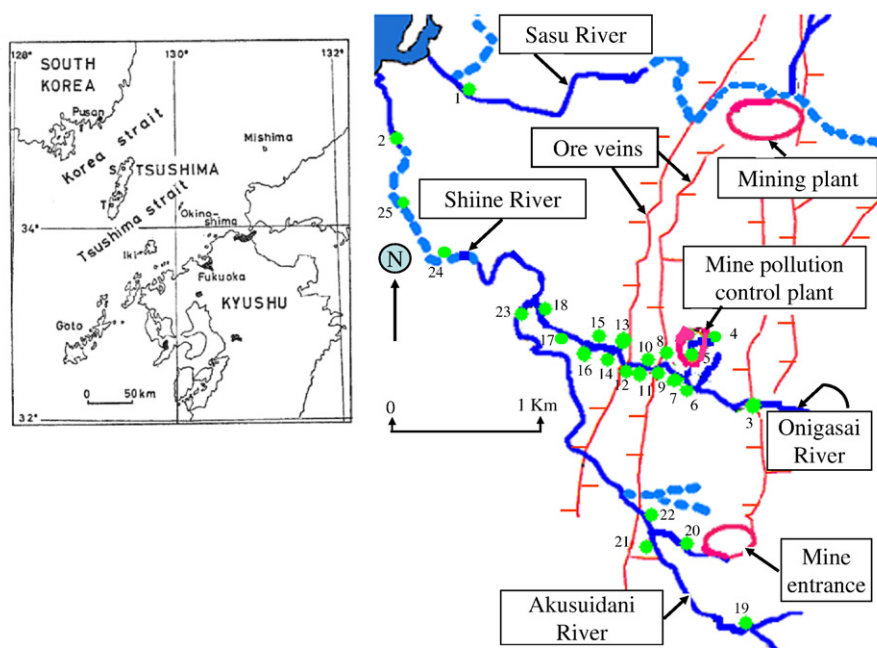 128°
130°
132°
SOUTH
KOREA
Pusan
Korea strait
Mishima
S
TSUSHIMA
T
Tsushima strait
Okino-
shima
34
Iki
Fukuoka
KYUSHU
Goto
0 50 km
32°
Sasu River
1
Ore veins
Mining plant
2
Shiine River
25
N
24
Mine pollution
control plant
23
18
17
15
13
16
14
12
10
11
8
9
7
6
5
4
3
0
1 Km
Onigasai
River
22
20
21
Mine
entrance
Akusuidani
River
19